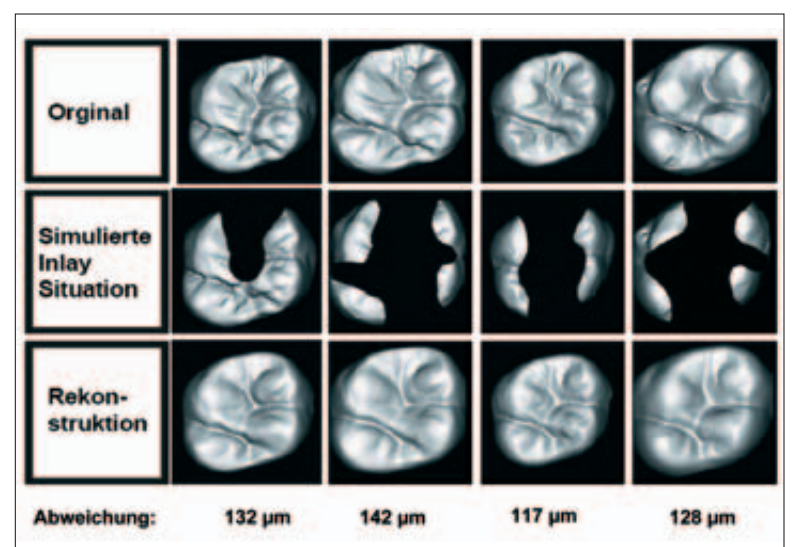 Orginal
Simulierte
Inlay
Situation
Rekon-
struktion
Abweichung: 132 µm 142 µm 117 µm 128 µm